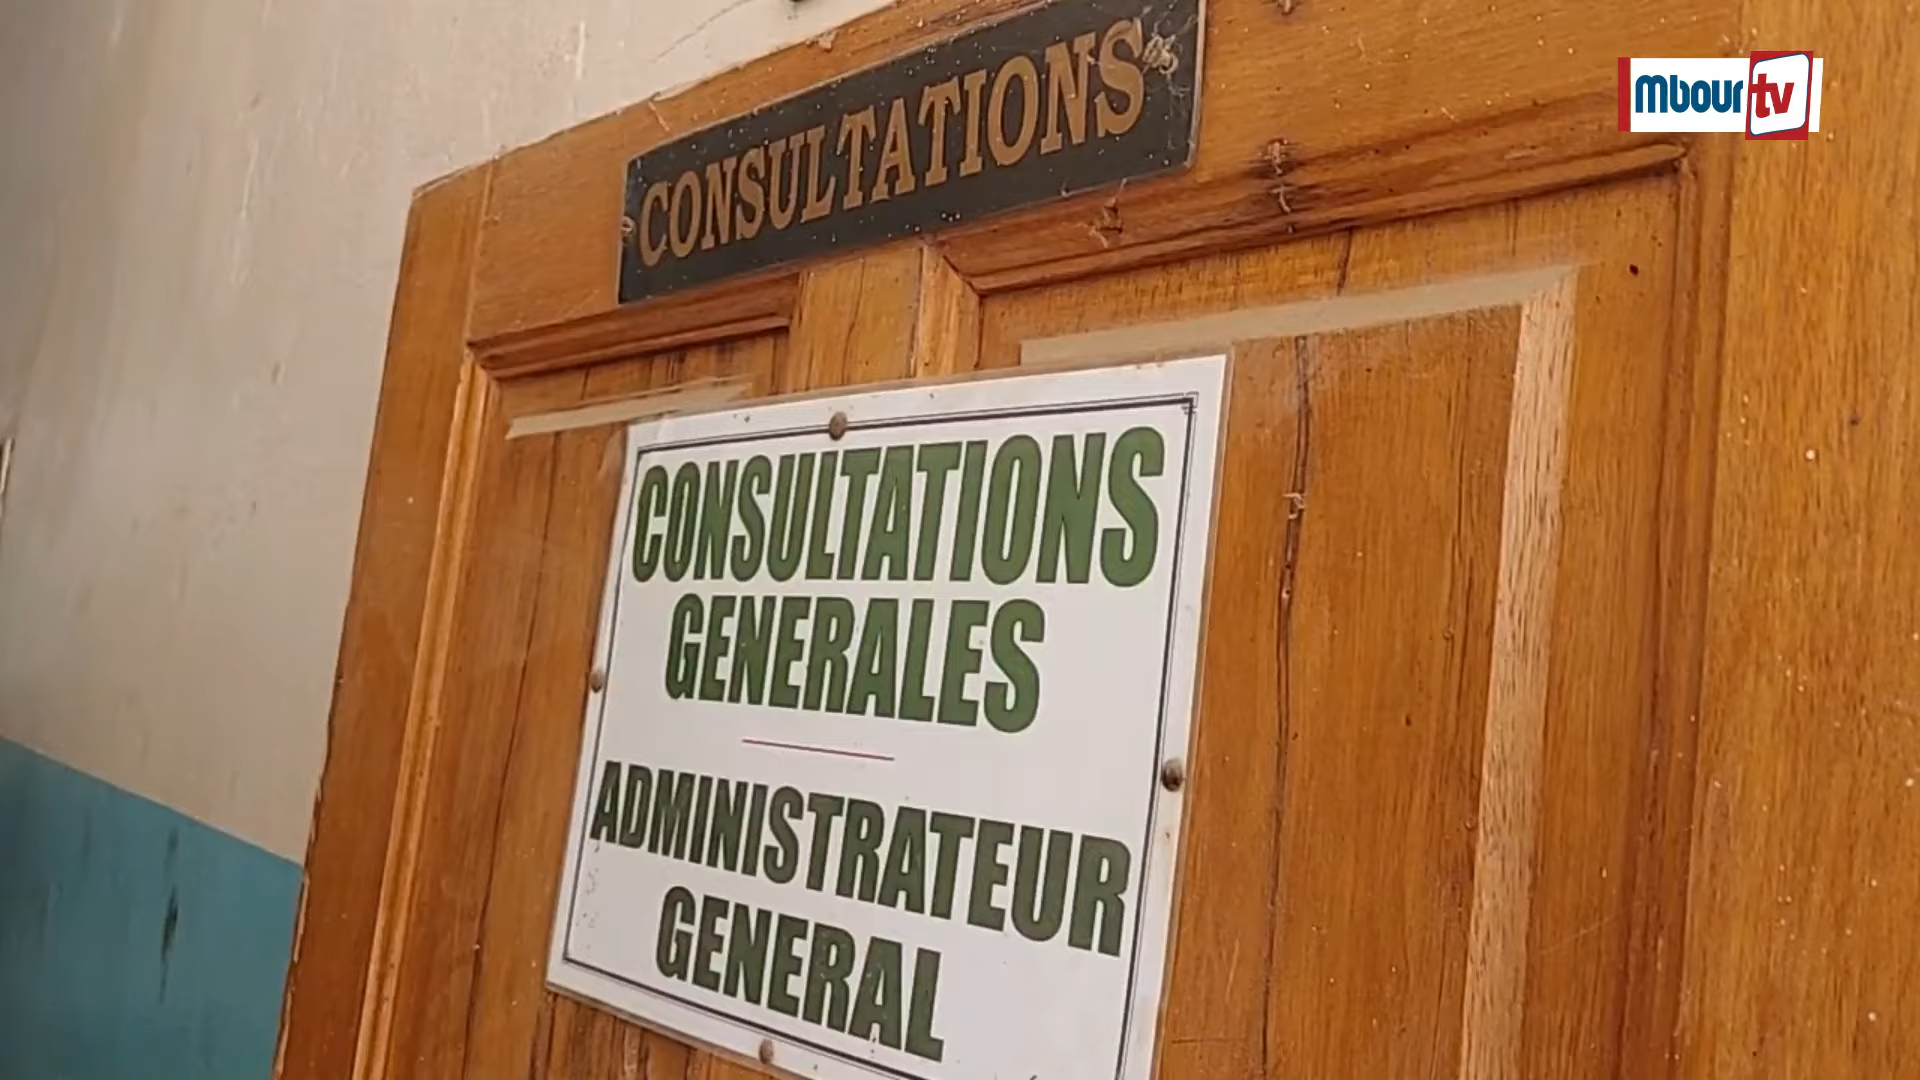 CONSULTATIONS
mbour tv
CONSULTATIONS
GENERALES
ADMINISTRATEUR
GENERAL